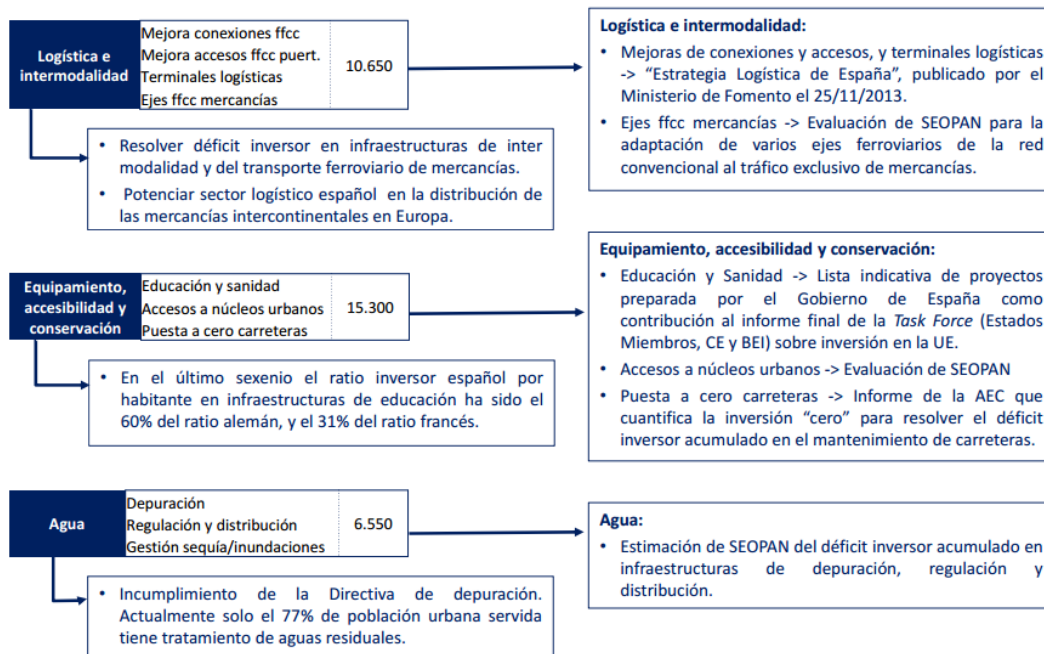 Logística e
intermodalidad
Mejora conexiones ffcc
Mejora accesos ffcc puert.
Terminales logísticas
Ejes ffcc mercancías
10.650
• Resolver déficit inversor en infraestructuras de inter
modalidad y del transporte ferroviario de mercancías.
• Potenciar sector logístico español en la distribución de
las mercancías intercontinentales en Europa.
Logística e intermodalidad:
• Mejoras de conexiones y accesos, y terminales logísticas
-> “Estrategia Logística de España”, publicado por el
Ministerio de Fomento el 25/11/2013.
• Ejes ffcc mercancías -> Evaluación de SEOPAN para la
adaptación de varios ejes ferroviarios de la red
convencional al tráfico exclusivo de mercancías.
Equipamiento,
accesibilidad y
conservación
Educación y sanidad
Accesos a núcleos urbanos
Puesta a cero carreteras
15.300
• En el último sexenio el ratio inversor español por
habitante en infraestructuras de educación ha sido el
60% del ratio alemán, y el 31% del ratio francés.
Equipamiento, accesibilidad y conservación:
• Educación y Sanidad -> Lista indicativa de proyectos
preparada por el Gobierno de España como
contribución al informe final de la Task Force (Estados
Miembros, CE y BEI) sobre inversión en la UE.
• Accesos a núcleos urbanos -> Evaluación de SEOPAN
• Puesta a cero carreteras -> Informe de la AEC que
cuantifica la inversión “cero” para resolver el déficit
inversor acumulado en el mantenimiento de carreteras.
Agua
Depuración
Regulación y distribución
Gestión sequía/inundaciones
6.550
• Incumplimiento de la Directiva de depuración.
Actualmente solo el 77% de población urbana servida
tiene tratamiento de aguas residuales.
Agua:
• Estimación de SEOPAN del déficit inversor acumulado en
infraestructuras de depuración, regulación y
distribución.